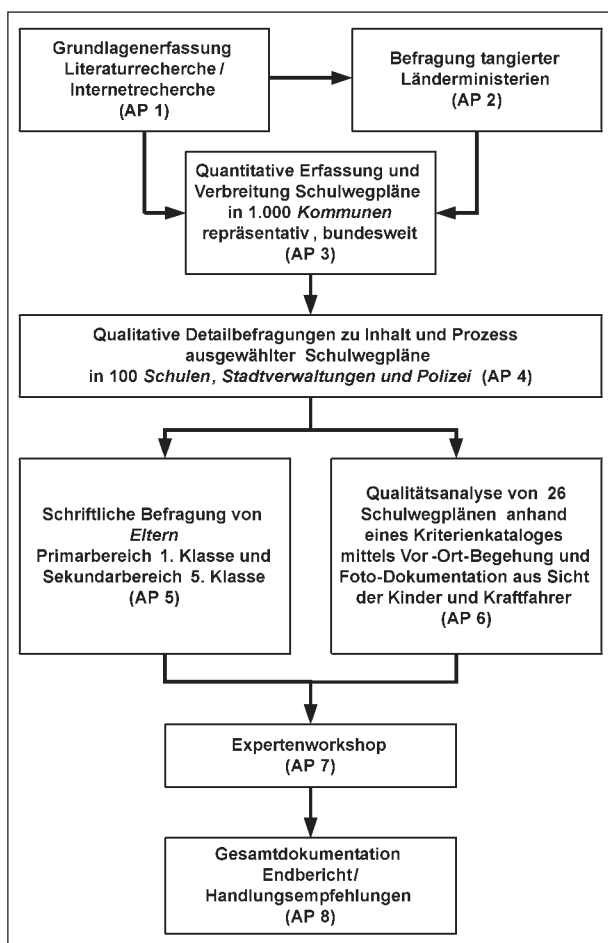 Grundlagenerfassung
Literaturrecherche/
Internetrecherche
(AP 1)
Befragung tangierter
Länderministerien
(AP 2)
Quantitative Erfassung und
Verbreitung Schulwegpläne
in 1.000 Kommunen
repräsentativ, bundesweit
(AP 3)
Qualitative Detailbefragungen zu Inhalt und Prozess
ausgewählter Schulwegpläne
in 100 Schulen, Stadtverwaltungen und Polizei (AP 4)
Schriftliche Befragung von
Eltern
Primarbereich 1. Klasse und
Sekundarbereich 5. Klasse
(AP 5)
Qualitätsanalyse von 26
Schulwegplänen anhand
eines Kriterienkataloges
mittels Vor-Ort-Begehung und
Foto-Dokumentation aus Sicht
der Kinder und Kraftfahrer
(AP 6)
Expertenworkshop
(AP 7)
Gesamtdokumentation
Endbericht/
Handlungsempfehlungen
(AP 8)